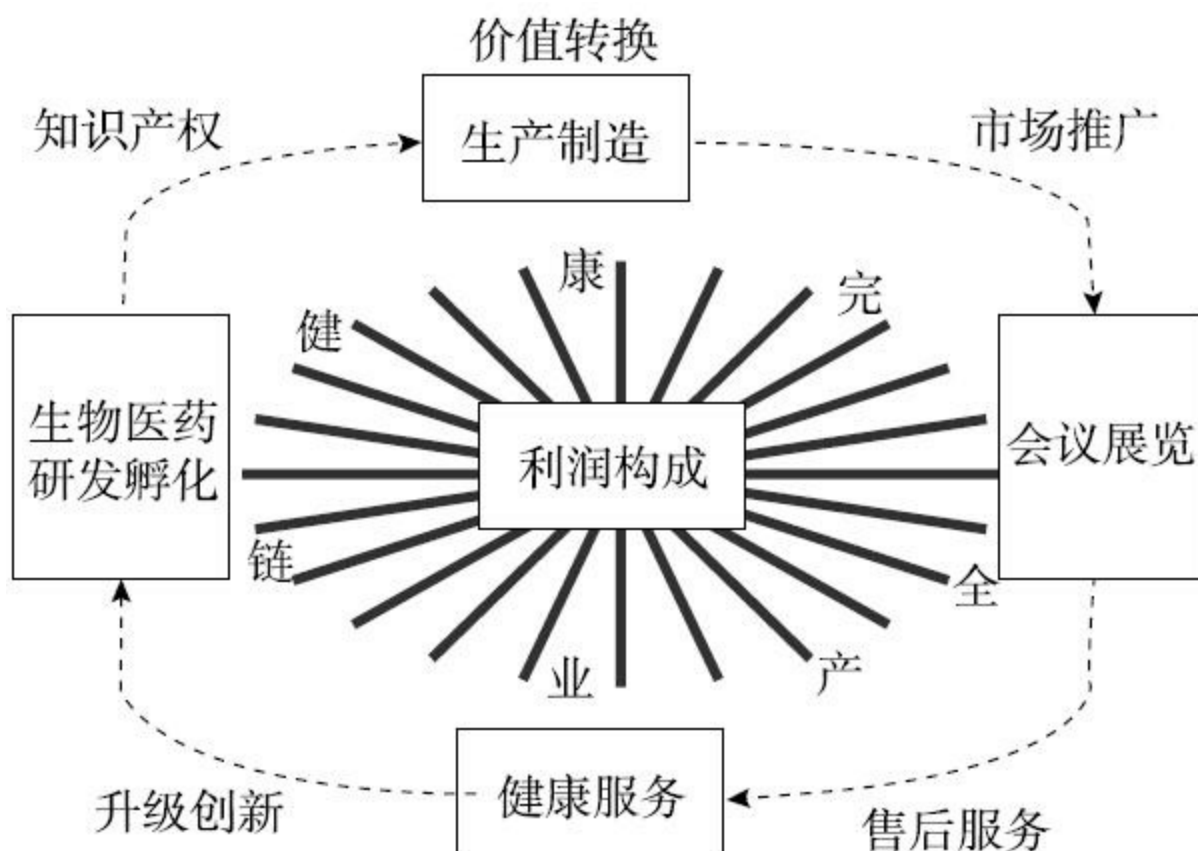 价值转换
知识产权
生产制造
市场推广
康
完
健
生物医药
研发孵化
利润构成
会议展览
链
全
业
产
健康服务
升级创新
售后服务